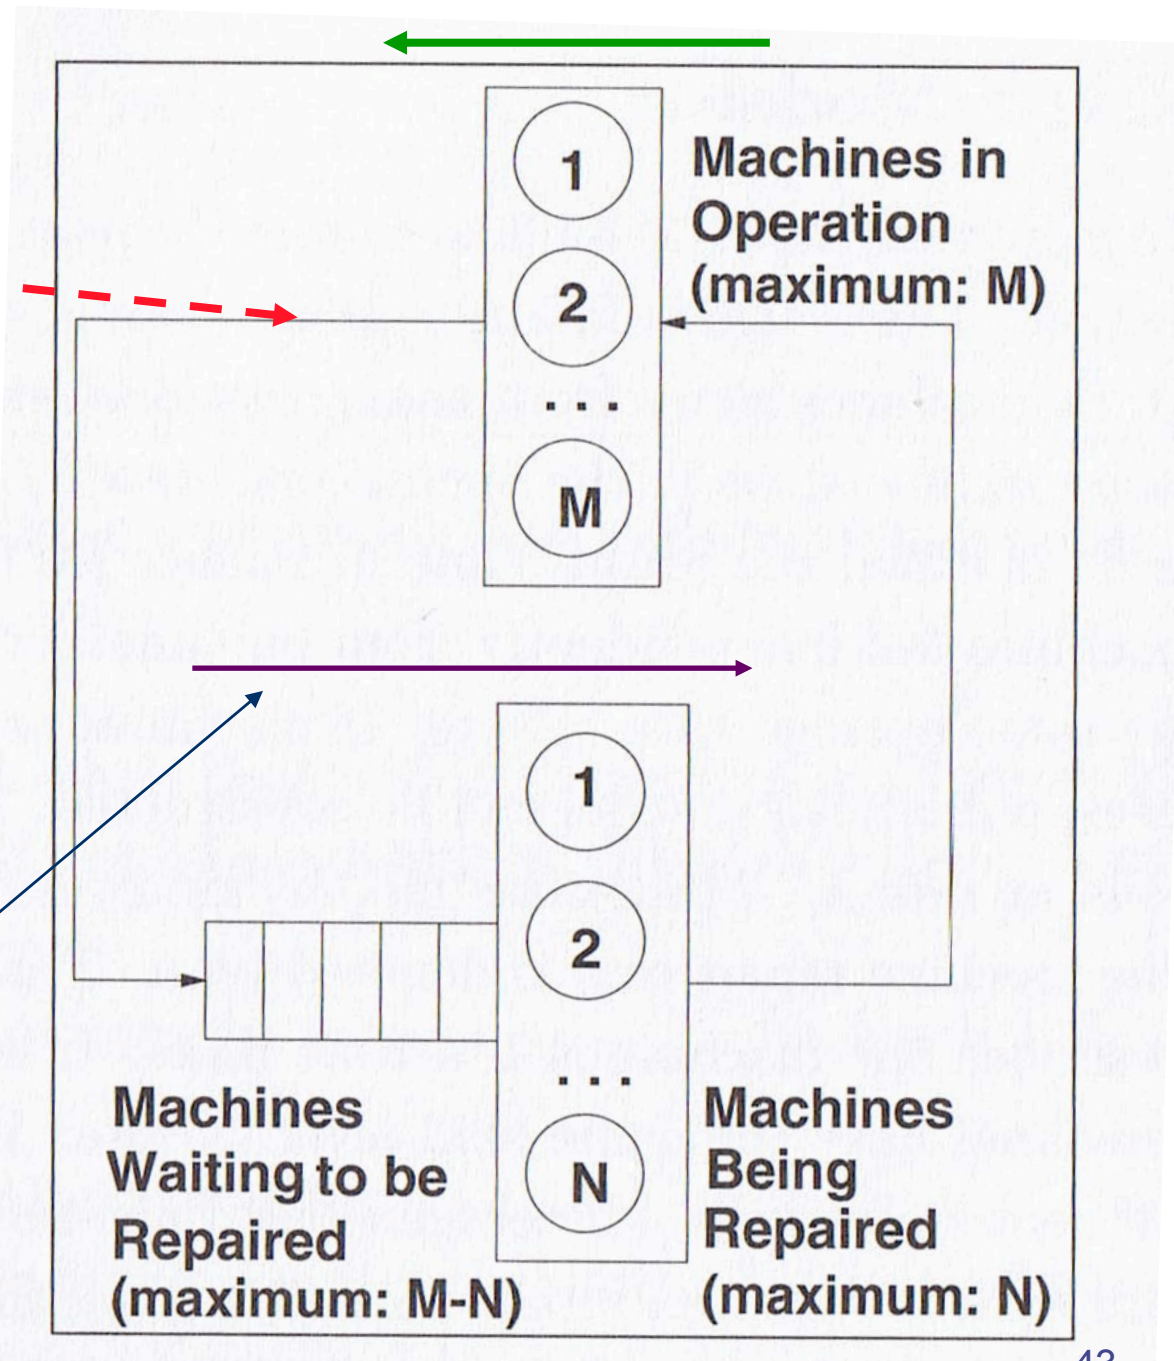 1
2
...
M
Machines in
Operation
(maximum: M)
1
2
...
N
Machines
Waiting to be
Repaired
(maximum: M-N)
Machines
Being
Repaired
(maximum: N)